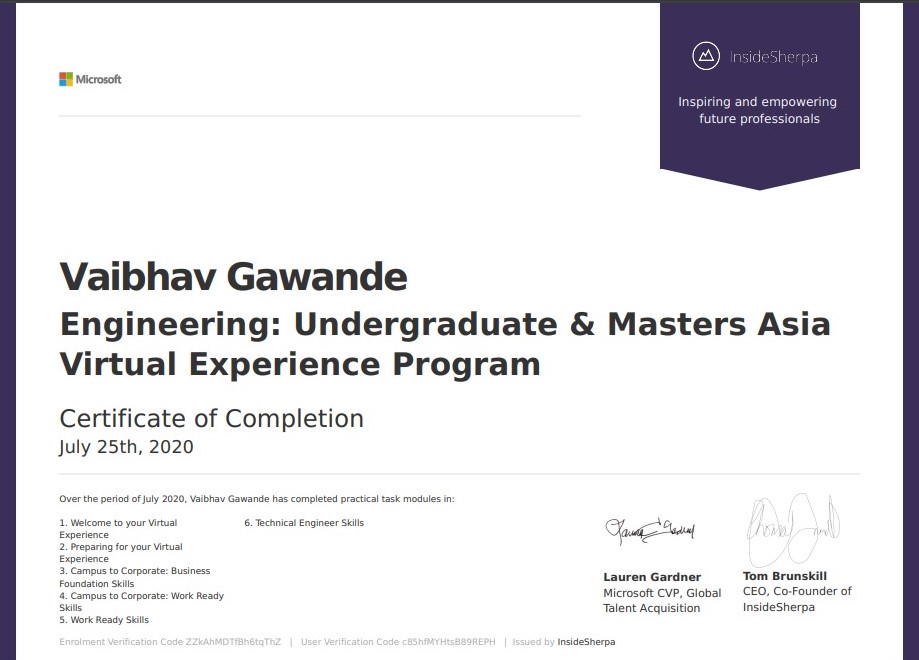 Microsoft
InsideSherpa
Inspiring and empowering
future professionals
Vaibhav Gawande
Engineering: Undergraduate & Masters Asia
Virtual Experience Program
Certificate of Completion
July 25th, 2020
Over the period of July 2020, Vaibhav Gawande has completed practical task modules in:
1. Welcome to your Virtual
Experience
2. Preparing for your Virtual
Experience
3. Campus to Corporate: Business
Foundation Skills
4. Campus to Corporate: Work Ready
Skills
5. Work Ready Skills
6. Technical Engineer Skills
Lauren Gardner
Microsoft CVP, Global
Talent Acquisition
Tom Brunskill
CEO, Co-Founder of
InsideSherpa
Enrolment Verification Code ZZkAhMDTfBh6tqThZ | User Verification Code c85hfMYHtsB89REPH | Issued by InsideSherpa